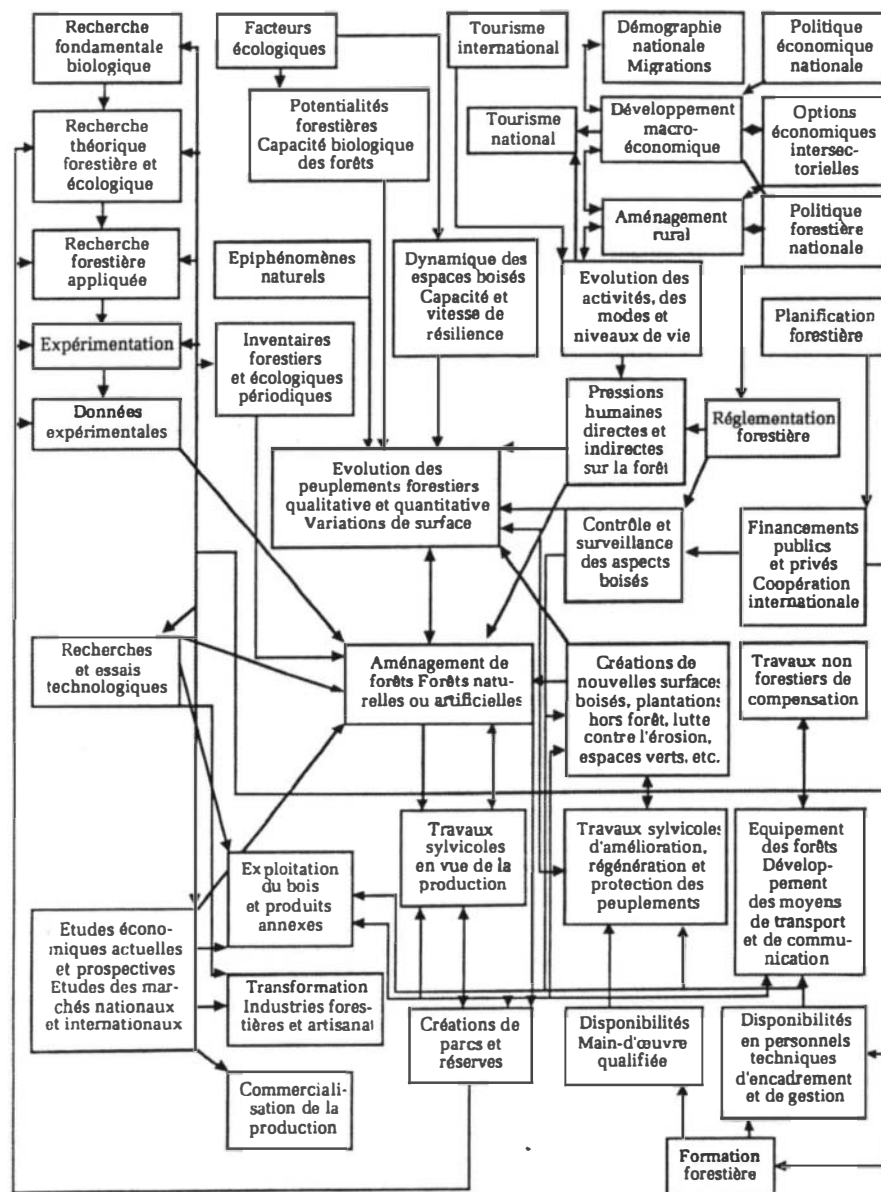 Recherche
fondamentale
biologique
Facteurs
écologiques
Tourisme
international
Démographie
nationale
Migrations
Politique
économique
nationale
Recherche
théorique
forestière et
écologique
Potentialités
forestières
Capacité biologique
des forêts
Tourisme
national
Développement
macro-
économique
Options
économiques
intersec-
torielles
Recherche
forestière
appliquée
Epiphénomènes
naturels
Dynamique des
espaces boisés
Capacité et
vitesse de
résilience
Aménagement
rural
Politique
forestière
nationale
Evolution des
activités, des
modes et
niveaux de vie
Planification
forestière
Expérimentation
Inventaires
forestiers
et écologiques
périodiques
Données
expérimentales
Pressions
humaines
directes et
indirectes
sur la forêt
Réglementation
forestière
Evolution des
peuplements forestiers
qualitative et quantitative
Variations de surface
Contrôle et
surveillance
des aspects
boisés
Financements
publics
et privés
Coopération
internationale
Recherches
et essais
technologiques
Aménagement de
forêts Forêts natu-
relles ou artificielles
Créations de
nouvelles surfaces
boisés, plantations
hors forêt, lutte
contre l'érosion,
espaces verts, etc.
Travaux non
forestiers de
compensation
Exploitation
du bois
et produits
annexes
Travaux
sylvicoles
en vue de la
production
Travaux sylvicoles
d'amélioration,
régénération et
protection des
peuplements
Equipement
des forêts
Dévelop-
pement
des moyens
de transport
et de commu-
nication
Etudes écono-
miques actuelles
et prospectives
Etudes des mar-
chés nationaux
et internationaux
Transformation
Industries fores-
tières et artisanat
Créations de
parcs et
réserves
Disponibilités
Main-d'œuvre
qualifiée
Disponibilités
en personnels
techniques
d'encadrement
et de gestion
Commerciali-
sation de la
production
Formation
forestière